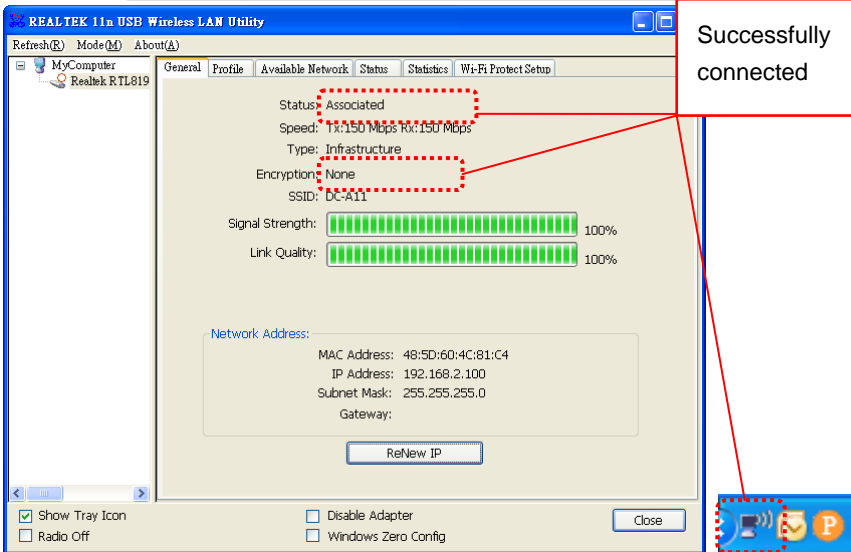 REALTEK 11n USB Wireless LAN Utility
Successfully
connected
Refresh(R) Mode(M) About(A)
MyComputer
Realtek RTL819
General Profile Available Network Status Statistics Wi-Fi Protect Setup
Status: Associated
Speed: Tx:150 Mbps Rx:150 Mbps
Type: Infrastructure
Encryption: None
SSID: DC-A11
Signal Strength: 100%
Link Quality: 100%
Network Address:
MAC Address: 48:5D:60:4C:81:C4
IP Address: 192.168.2.100
Subnet Mask: 255.255.255.0
Gateway:
ReNew IP
Show Tray Icon
Radio Off
Disable Adapter
Windows Zero Config
Close
P